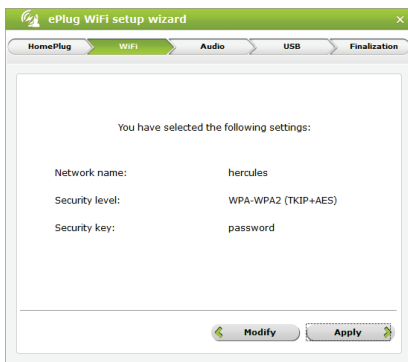 ePlug WiFi setup wizard
HomePlug WiFi Audio USB Finalization
You have selected the following settings:
Network name: hercules
Security level: WPA-WPA2 (TKIP+AES)
Security key: password
Modify Apply